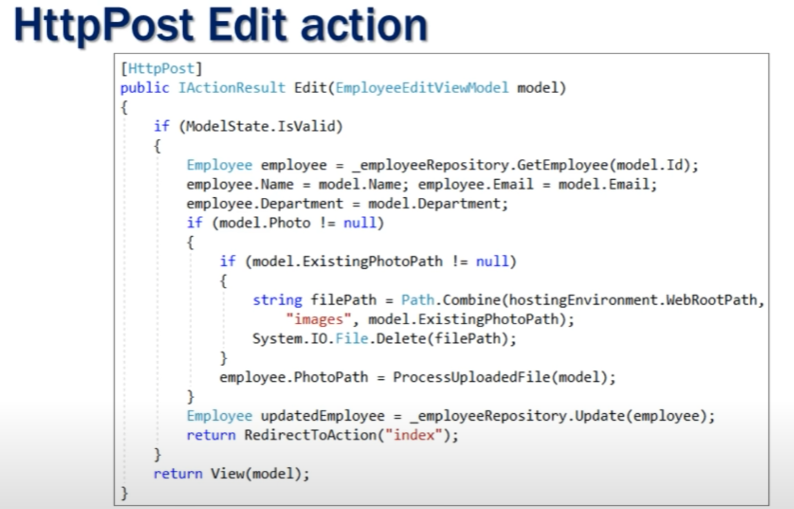 HttpPost Edit action
[HttpPost]
public IActionResult Edit(EmployeeEditViewModel model)
{
    if (ModelState.IsValid)
    {
        Employee employee = _employeeRepository.GetEmployee(model.Id);
        employee.Name = model.Name; employee.Email = model.Email;
        employee.Department = model.Department;
        if (model.Photo != null)
        {
            if (model.ExistingPhotoPath != null)
            {
                string filePath = Path.Combine(hostingEnvironment.WebRootPath,
                    "images", model.ExistingPhotoPath);
                System.IO.File.Delete(filePath);
            }
            employee.PhotoPath = ProcessUploadedFile(model);
        }
        Employee updatedEmployee = _employeeRepository.Update(employee);
        return RedirectToAction("index");
    }
    return View(model);
}